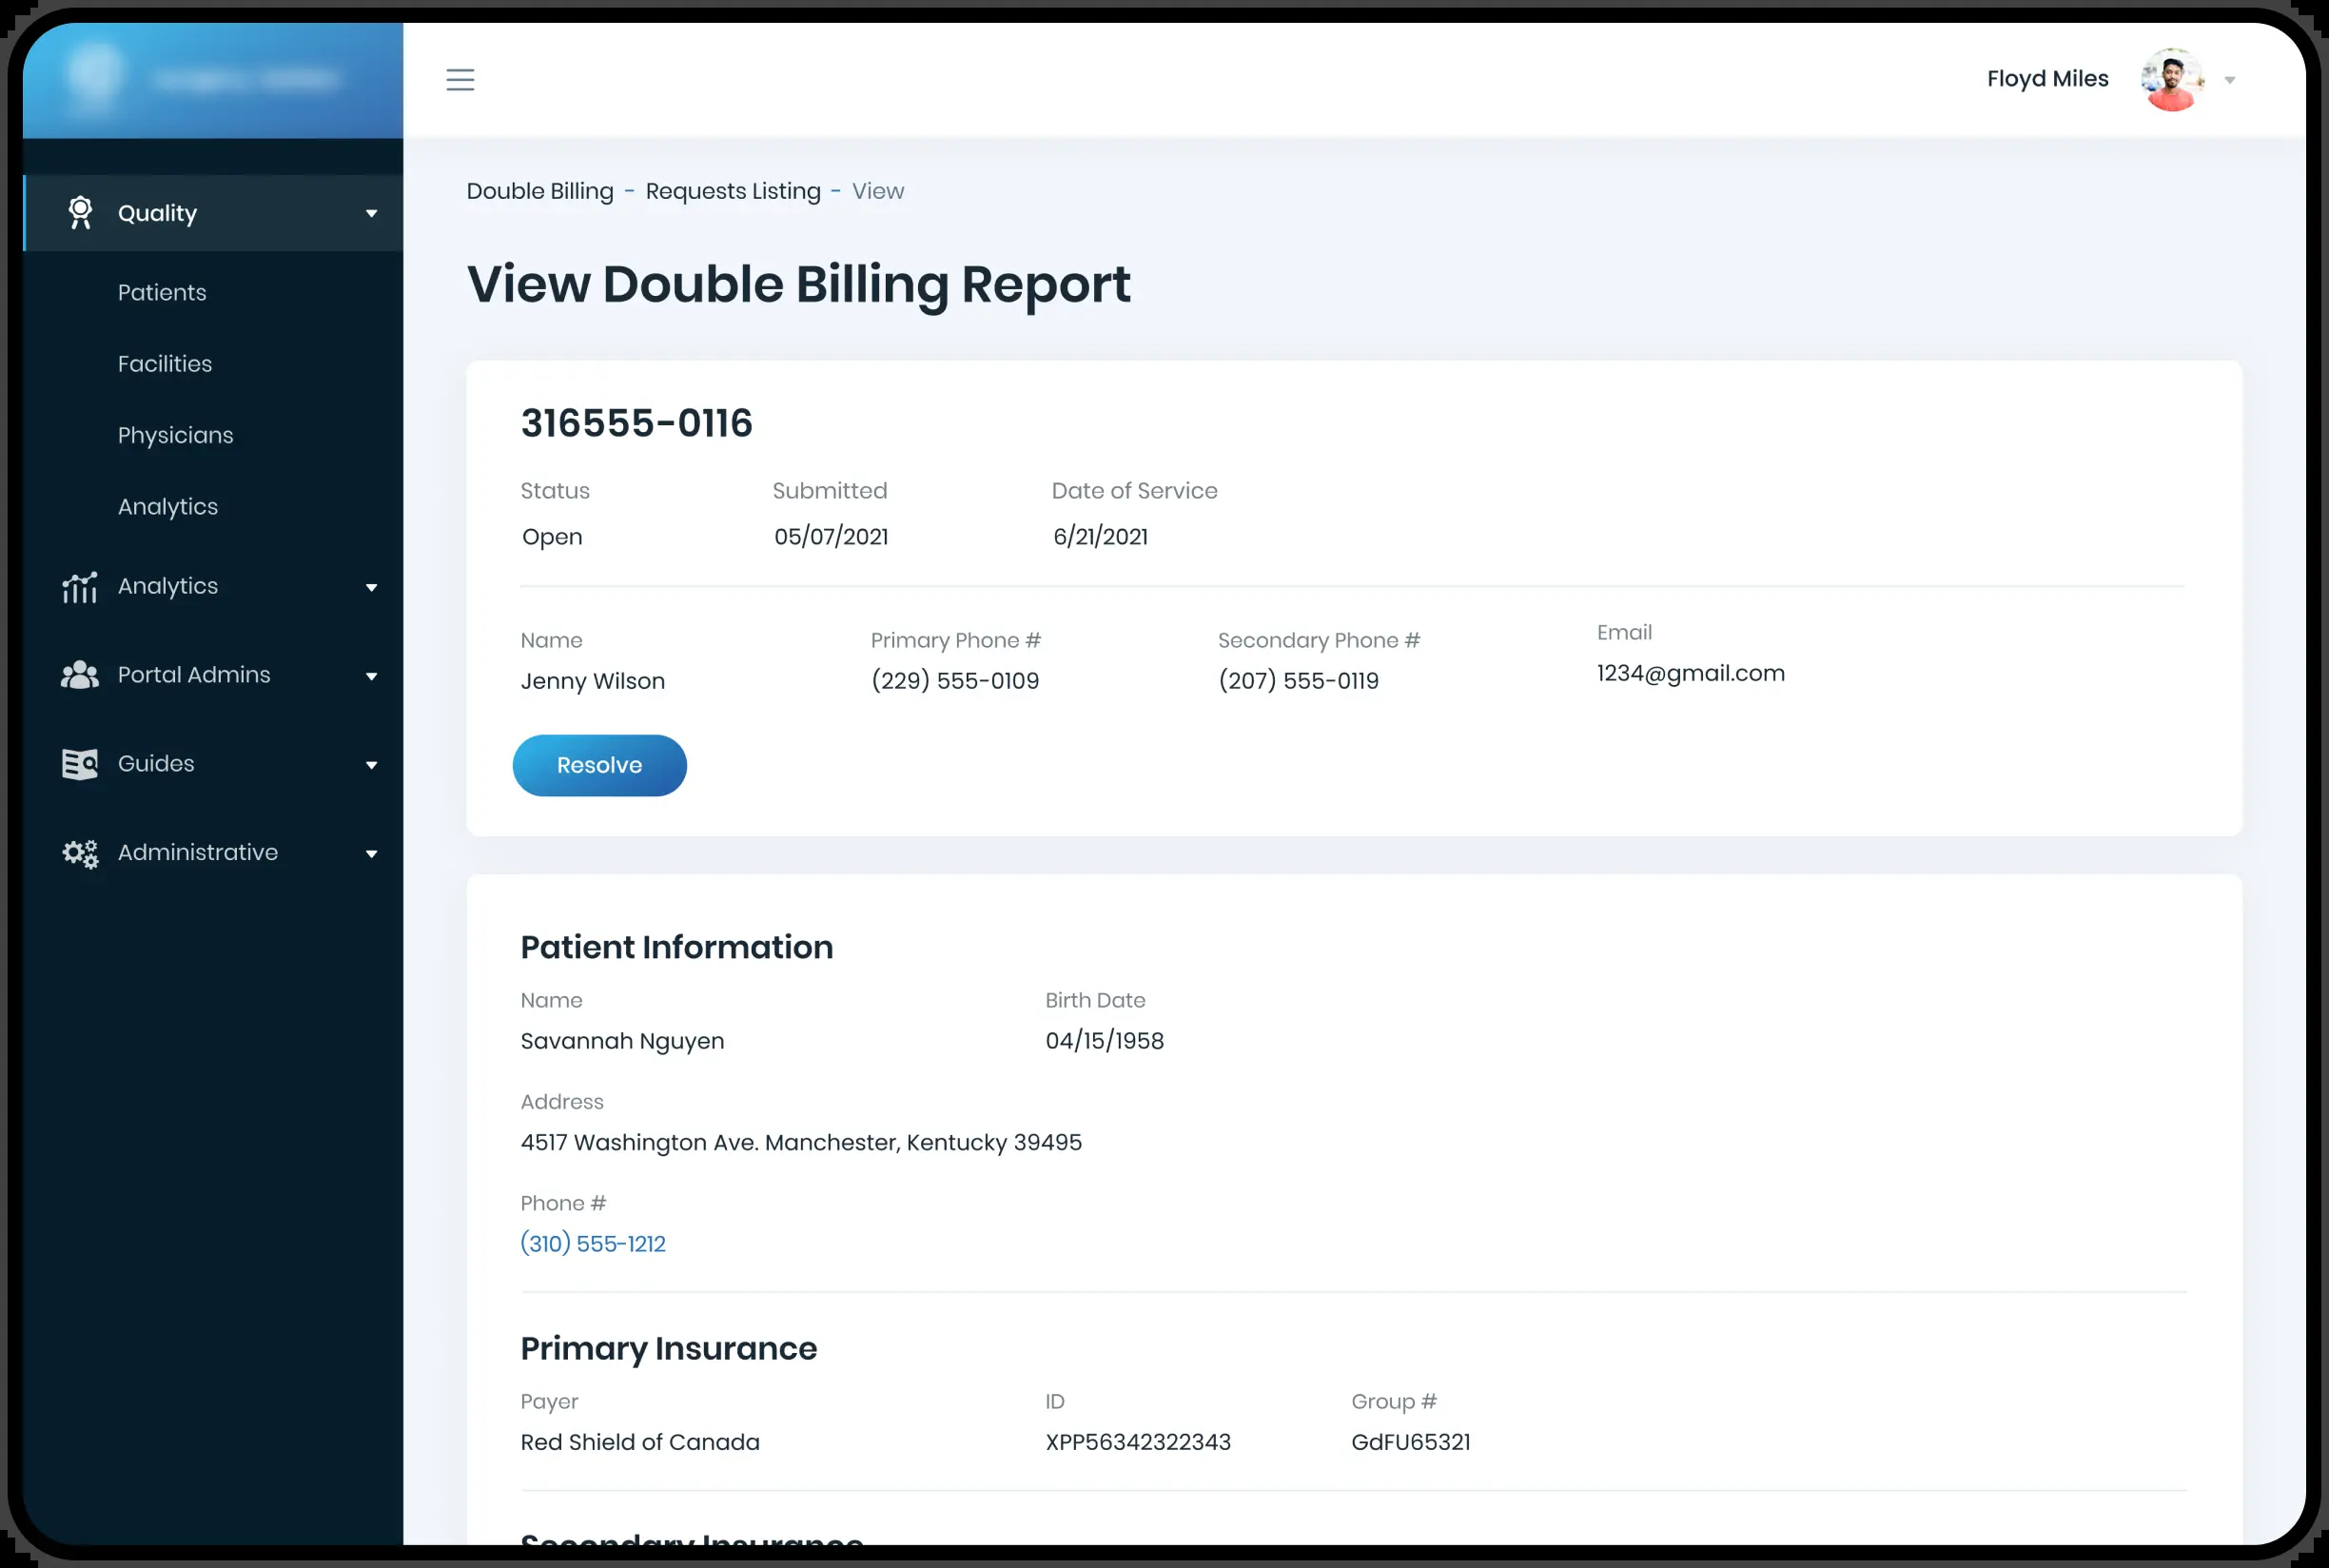 Floyd Miles
Quality
Patients
Facilities
Physicians
Analytics
Analytics
Portal Admins
Guides
Administrative
Double Billing - Requests Listing - View
View Double Billing Report
316555-0116
Status Submitted Date of Service
Open 05/07/2021 6/21/2021
Name Primary Phone # Secondary Phone # Email
Jenny Wilson (229) 555-0109 (207) 555-0119 1234@gmail.com
Resolve
Patient Information
Name Birth Date
Savannah Nguyen 04/15/1958
Address
4517 Washington Ave. Manchester, Kentucky 39495
Phone #
(310) 555-1212
Primary Insurance
Payer ID Group #
Red Shield of Canada XPP56342322343 GdFU65321
Secondary Insurance